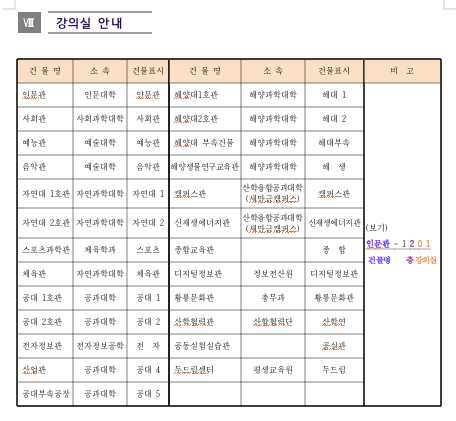 Ⅷ 강의실 안내
건 물 명 소 속 건물표시 건 물 명 소 속 건물표시 비 고
인문관 인문대학 인문관 해양대1호관 해양과학대학 해대 1
사회관 사회과학대학 사회관 해양대2호관 해양과학대학 해대 2
예능관 예술대학 예능관 해양대 부속건물 해양과학대학 해대부속
음악관 예술대학 음악관 해양생물연구교육관 해양과학대학 해 생
자연대 1호관 자연과학대학 자연대 1 캠퍼스관 산학융합공과대학 캠퍼스관
(새만금캠퍼스)
자연대 2호관 자연과학대학 자연대 2 신재생에너지관 산학융합공과대학 신재생에너지관
(새만금캠퍼스)
(보기)
스포츠과학관 체육학과 스포츠 종합교육관 종 합 인문관 - 1 2 0 1
체육관 자연과학대학 체육관 디지털정보관 정보전산원 디지털정보관 건물명 층 강의실
공대 1호관 공과대학 공대 1 황룡문화관 총무과 황룡문화관
공대 2호관 공과대학 공대 2 산학협력관 산학협력단 산학연
전자정보관 전자정보공학 전 자 공동실험실습관 공실관
산업관 공과대학 공대 4 두드림센터 평생교육원 두드림
공대부속공장 공과대학 공대 5